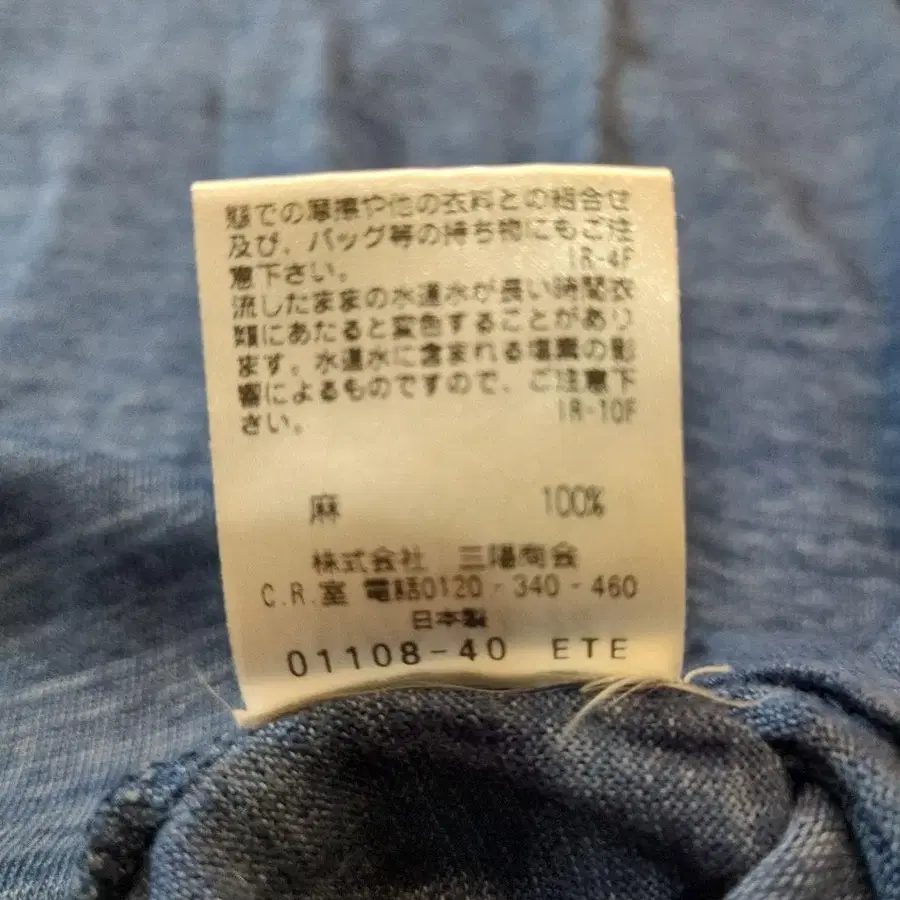 態での摩擦や他の衣料との組合せ
及び、バッグ等の持ち物にもご注
意下さい。 IR-4F
流したままの水道水が長い時間衣
類にあたると変色することがあり
ます。水道水に含まれる塩素の影
響によるものですので、ご注意下
さい。 IR-10F
麻 100%
株式会社 三陽商会
C.R.室 電話0120-340-460
日本製
01108-40 ETE